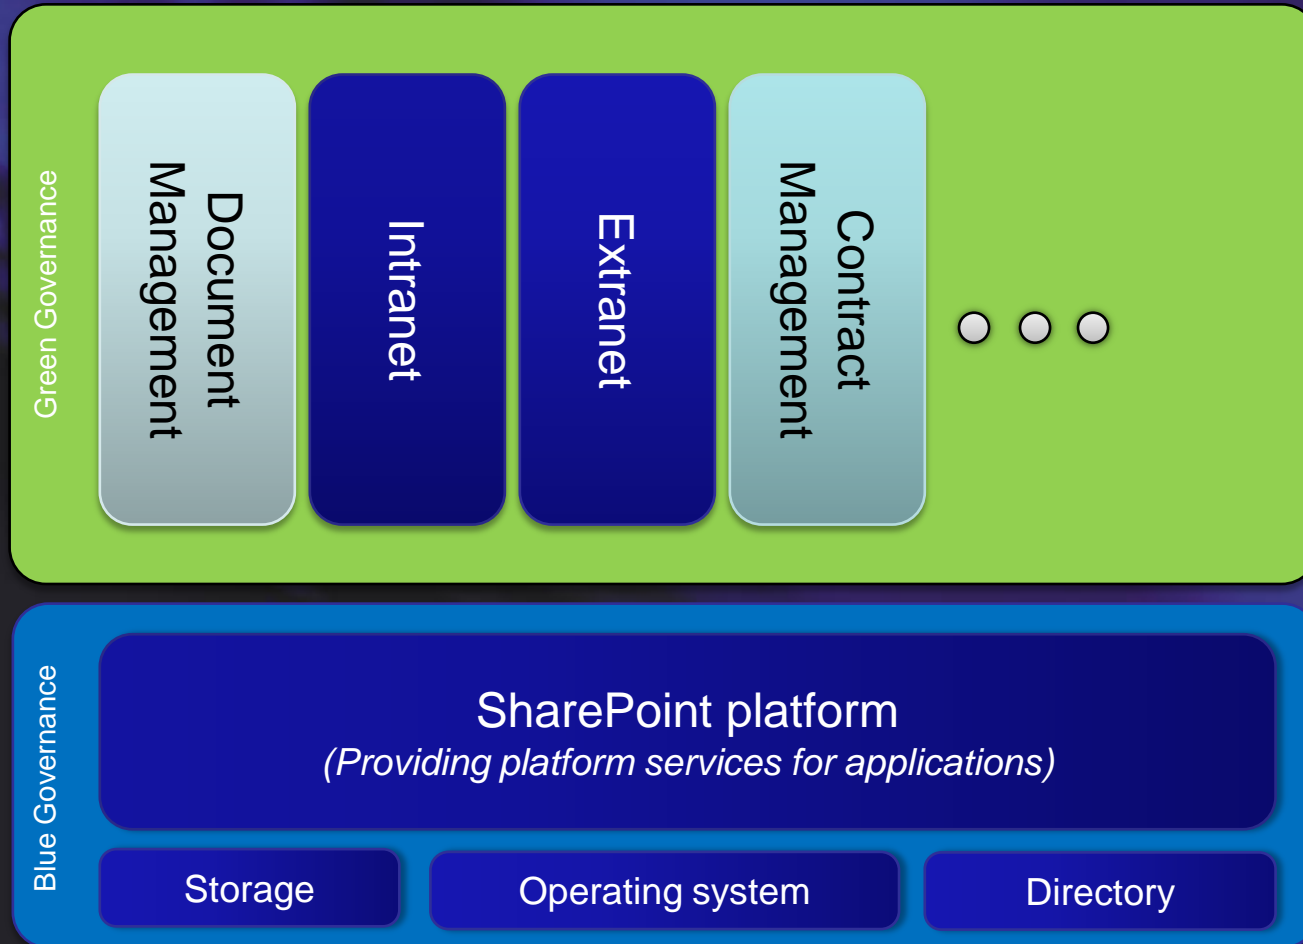 Green Governance
Document
Management
Intranet
Extranet
Contract
Management
Blue Governance
SharePoint platform
(Providing platform services for applications)
Storage
Operating system
Directory